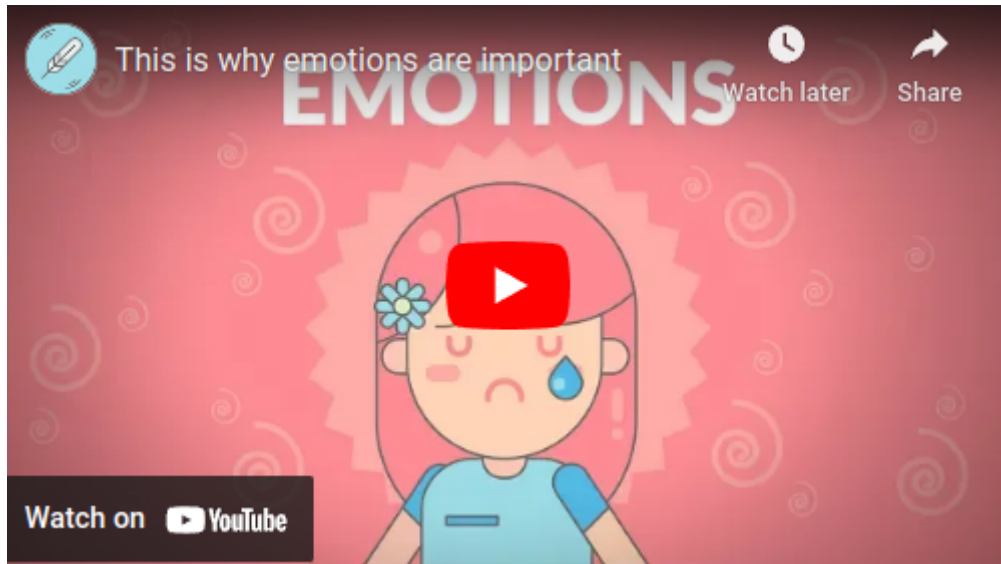 This is why emotions are important
EMOTIONS
Watch later
Share
Watch on YouTube